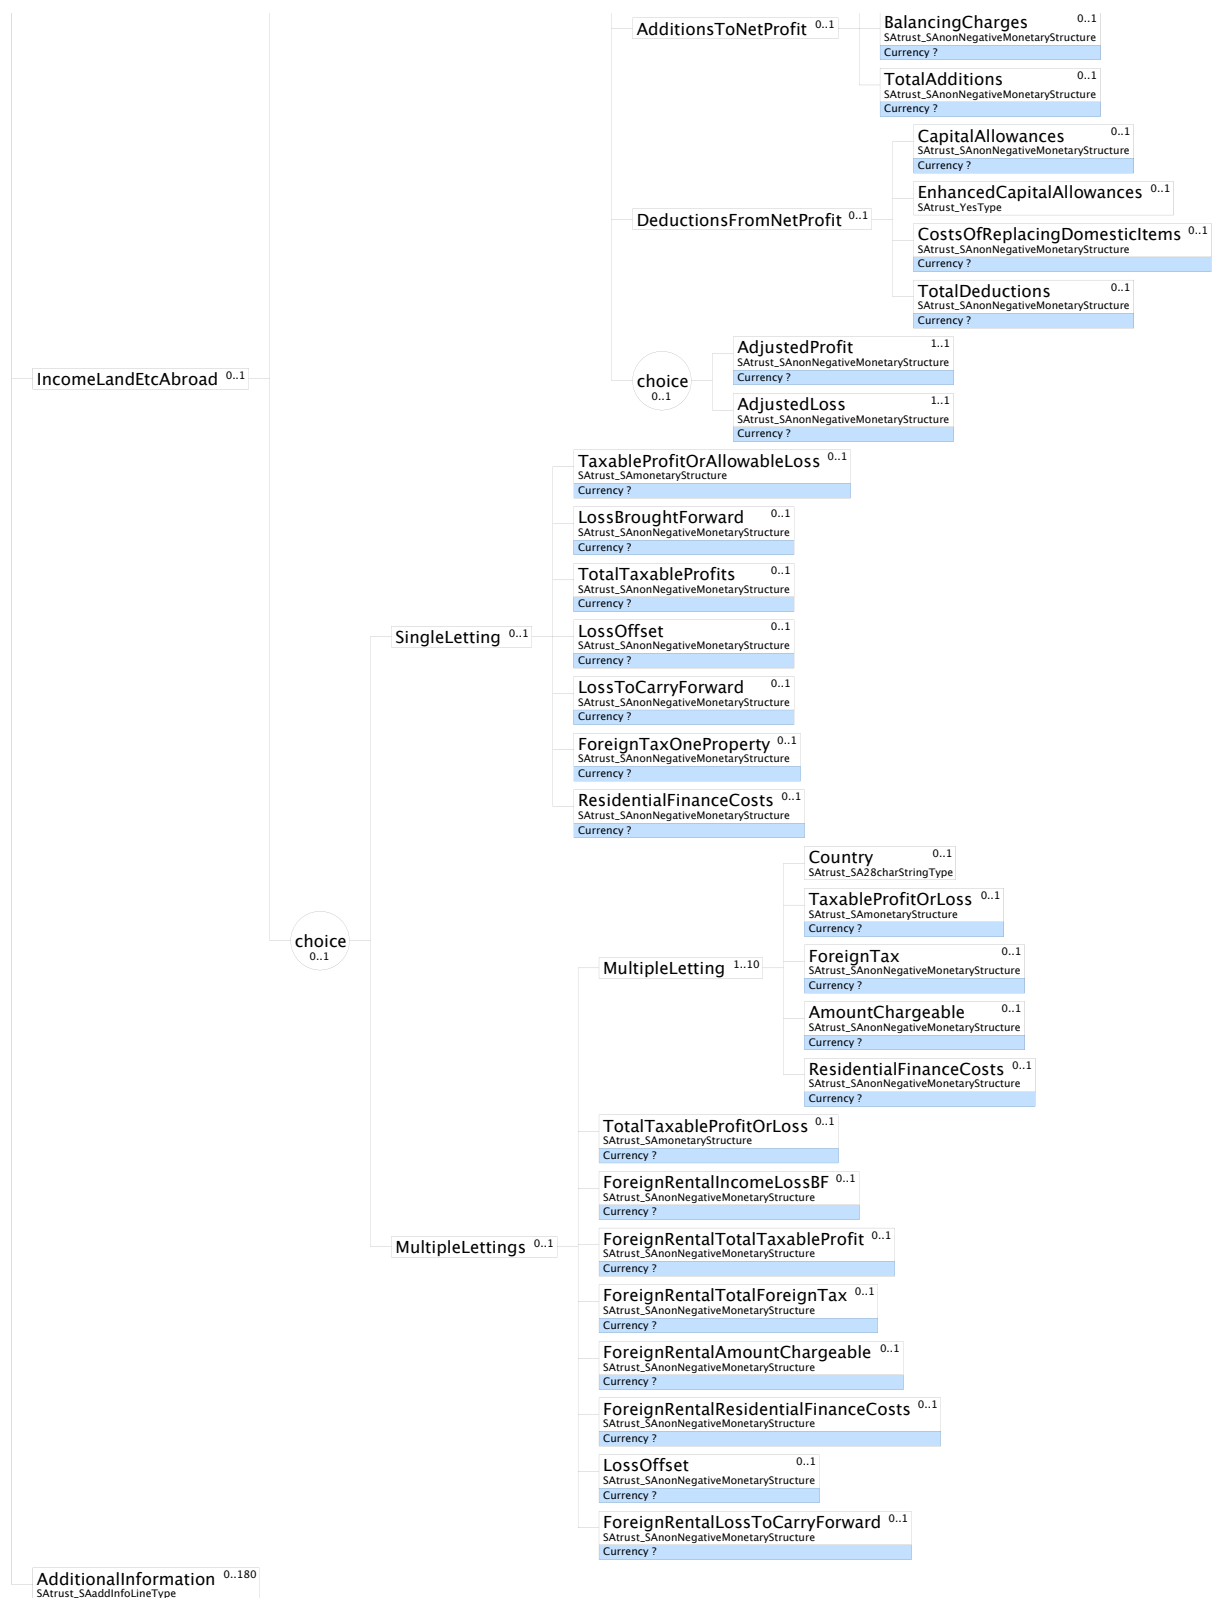 AdditionsToNetProfit 0..1
BalancingCharges 0..1
SAtrust_SAnonNegativeMonetaryStructure
Currency ?
TotalAdditions 0..1
SAtrust_SAnonNegativeMonetaryStructure
Currency ?
DeductionsFromNetProfit 0..1
CapitalAllowances 0..1
SAtrust_SAnonNegativeMonetaryStructure
Currency ?
EnhancedCapitalAllowances 0..1
SAtrust_YesType
CostsOfReplacingDomesticItems 0..1
SAtrust_SAnonNegativeMonetaryStructure
Currency ?
TotalDeductions 0..1
SAtrust_SAnonNegativeMonetaryStructure
Currency ?
IncomeLandEtcAbroad 0..1
choice
0..1
AdjustedProfit 1..1
SAtrust_SAnonNegativeMonetaryStructure
Currency ?
AdjustedLoss 1..1
SAtrust_SAnonNegativeMonetaryStructure
Currency ?
SingleLetting 0..1
TaxableProfitOrAllowableLoss 0..1
SAtrust_SAmonetaryStructure
Currency ?
LossBroughtForward 0..1
SAtrust_SAnonNegativeMonetaryStructure
Currency ?
TotalTaxableProfits 0..1
SAtrust_SAnonNegativeMonetaryStructure
Currency ?
LossOffset 0..1
SAtrust_SAnonNegativeMonetaryStructure
Currency ?
LossToCarryForward 0..1
SAtrust_SAnonNegativeMonetaryStructure
Currency ?
ForeignTaxOneProperty 0..1
SAtrust_SAnonNegativeMonetaryStructure
Currency ?
ResidentialFinanceCosts 0..1
SAtrust_SAnonNegativeMonetaryStructure
Currency ?
choice
0..1
MultipleLetting 1..10
Country 0..1
SAtrust_SA28charStringType
TaxableProfitOrLoss 0..1
SAtrust_SAmonetaryStructure
Currency ?
ForeignTax 0..1
SAtrust_SAnonNegativeMonetaryStructure
Currency ?
AmountChargeable 0..1
SAtrust_SAnonNegativeMonetaryStructure
Currency ?
ResidentialFinanceCosts 0..1
SAtrust_SAnonNegativeMonetaryStructure
Currency ?
MultipleLettings 0..1
TotalTaxableProfitOrLoss 0..1
SAtrust_SAmonetaryStructure
Currency ?
ForeignRentalIncomeLossBF 0..1
SAtrust_SAnonNegativeMonetaryStructure
Currency ?
ForeignRentalTotalTaxableProfit 0..1
SAtrust_SAnonNegativeMonetaryStructure
Currency ?
ForeignRentalTotalForeignTax 0..1
SAtrust_SAnonNegativeMonetaryStructure
Currency ?
ForeignRentalAmountChargeable 0..1
SAtrust_SAnonNegativeMonetaryStructure
Currency ?
ForeignRentalResidentialFinanceCosts 0..1
SAtrust_SAnonNegativeMonetaryStructure
Currency ?
LossOffset 0..1
SAtrust_SAnonNegativeMonetaryStructure
Currency ?
ForeignRentalLossToCarryForward 0..1
SAtrust_SAnonNegativeMonetaryStructure
Currency ?
AdditionalInformation 0..180
SAtrust_SAaddInfoLineType